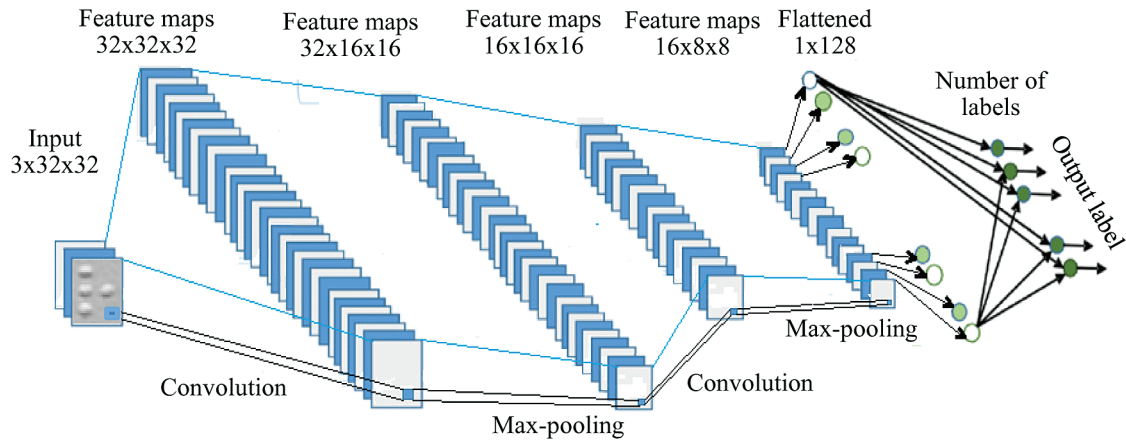 Feature maps
32x32x32
Feature maps
32x16x16
Feature maps
16x16x16
Feature maps
16x8x8
Flattened
1x128
Number of
labels
Input
3x32x32
Output label
Convolution
Max-pooling
Convolution
Max-pooling